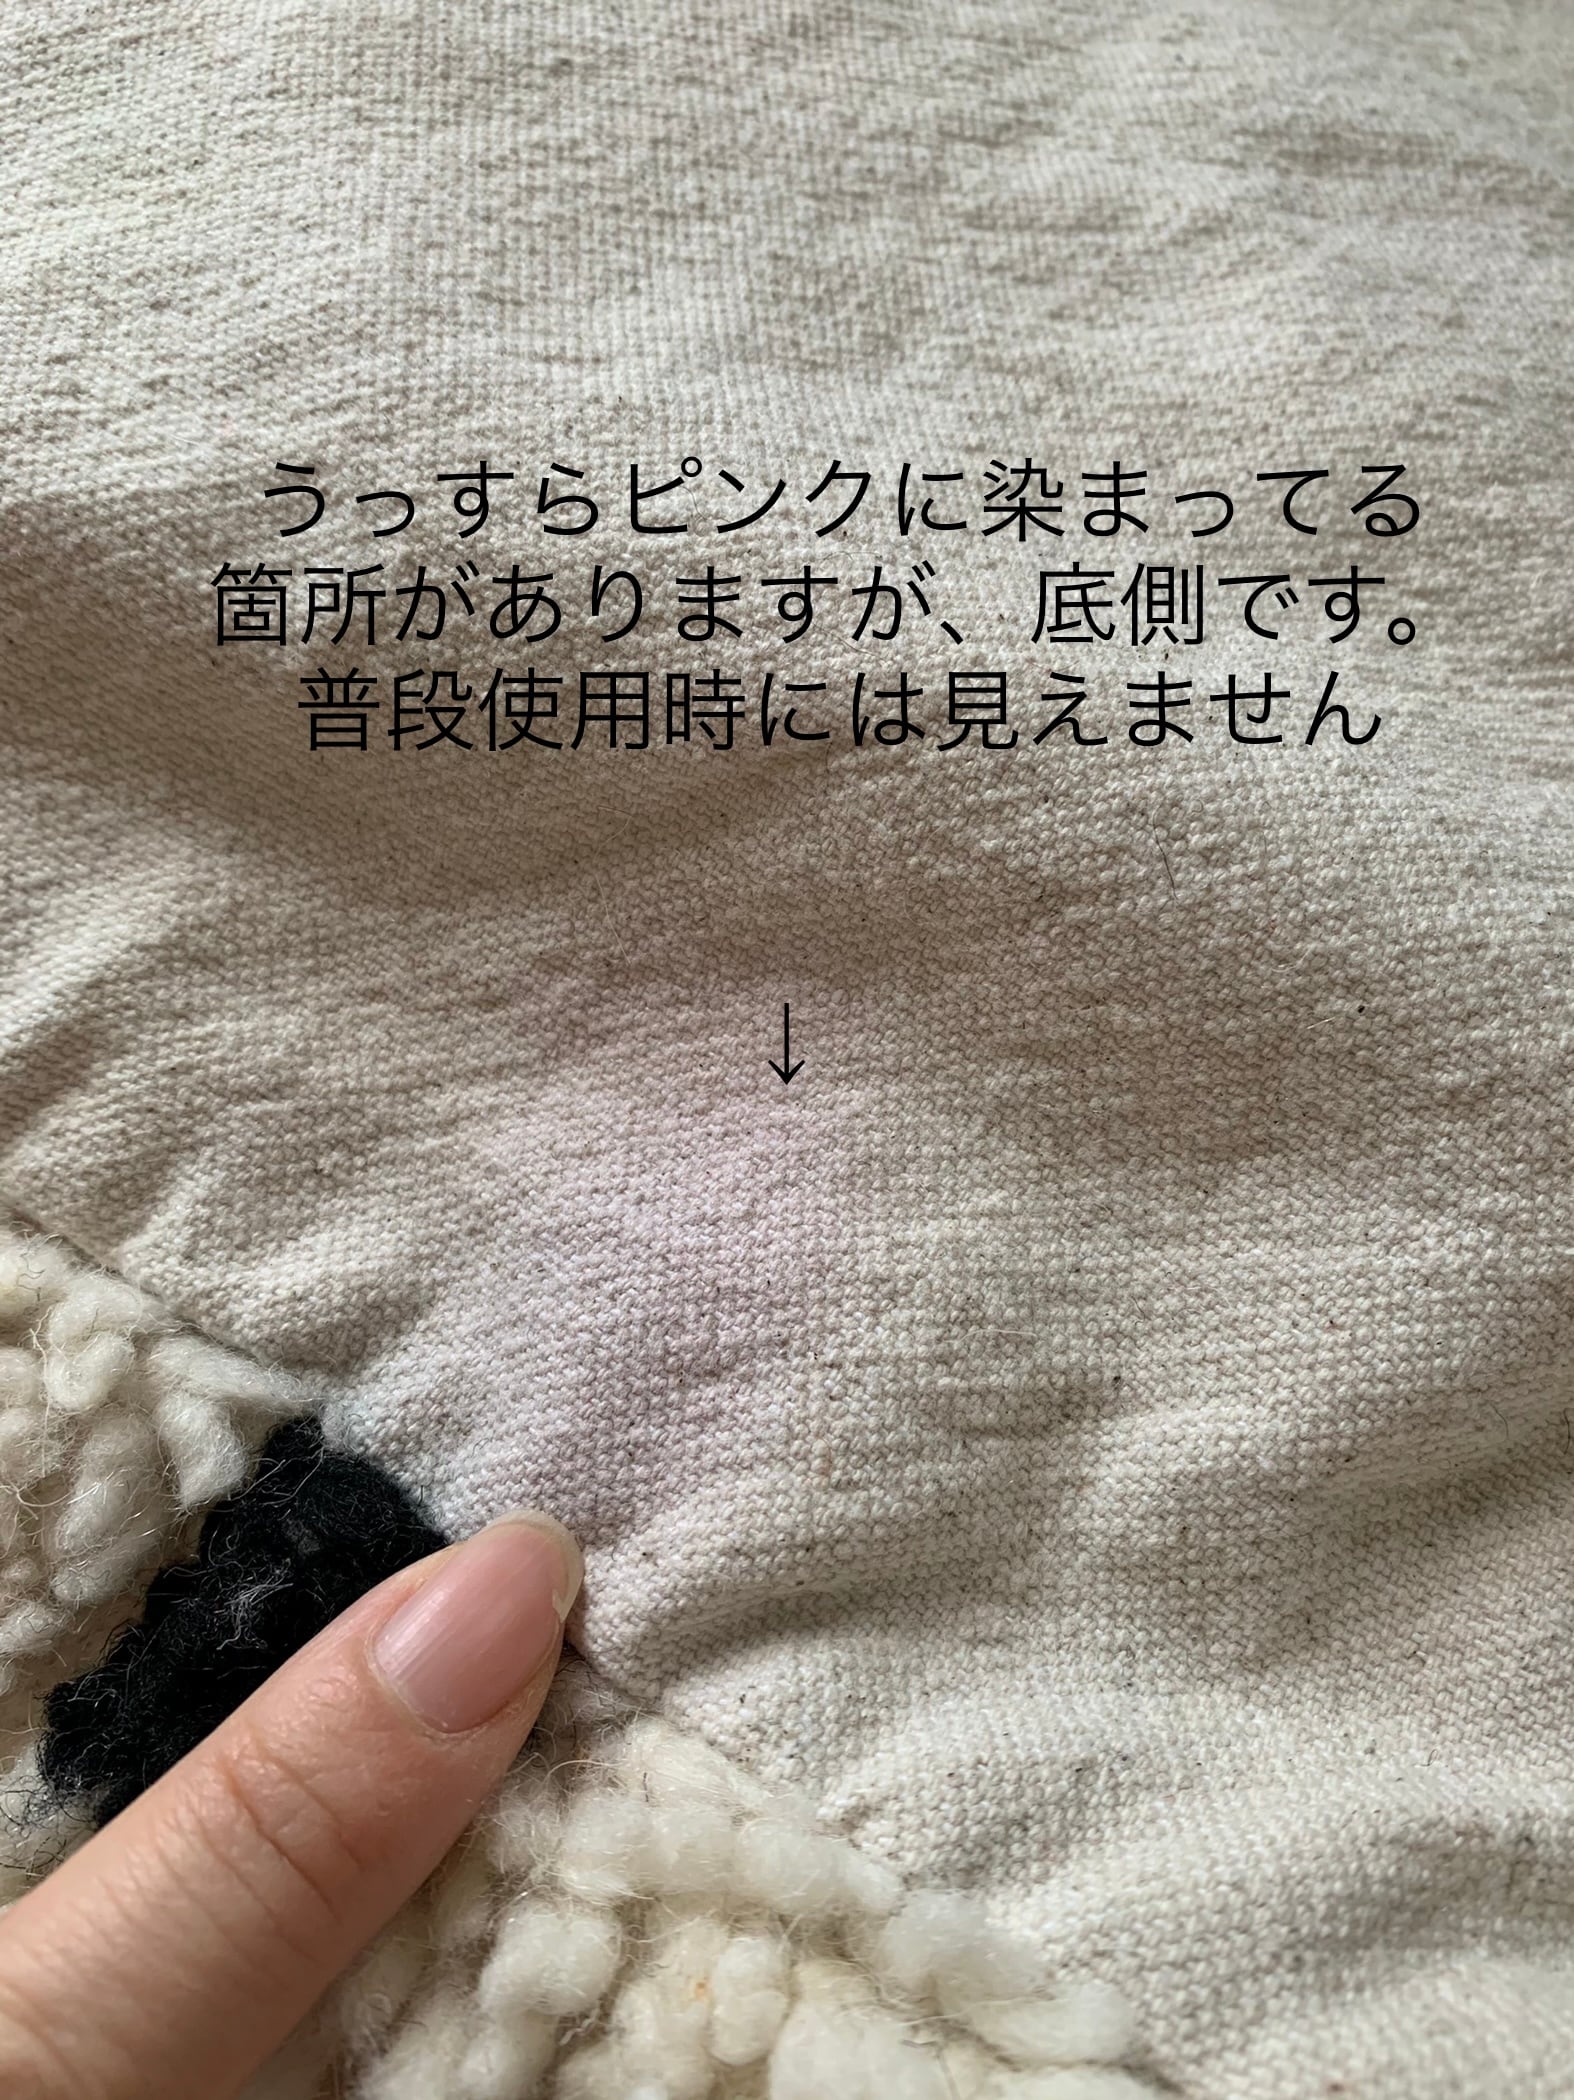 うっすらピンクに染まってる
箇所がありますが、底側です。
普段使用時には見えません
↓